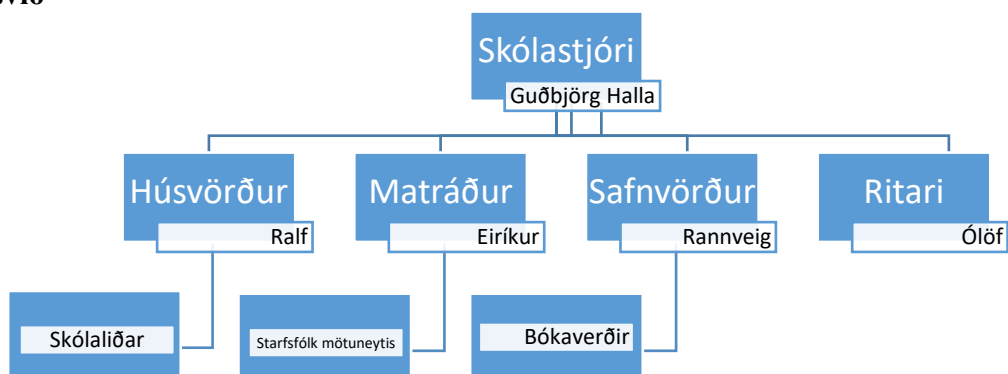 Skólastjóri
Guðbjörg Halla
Húsvörður
Ralf
Matráður
Eiríkur
Safnvörður
Rannveig
Ritari
Ólöf
Skólaliðar
Starfsfólk mötuneytis
Bókaverðir